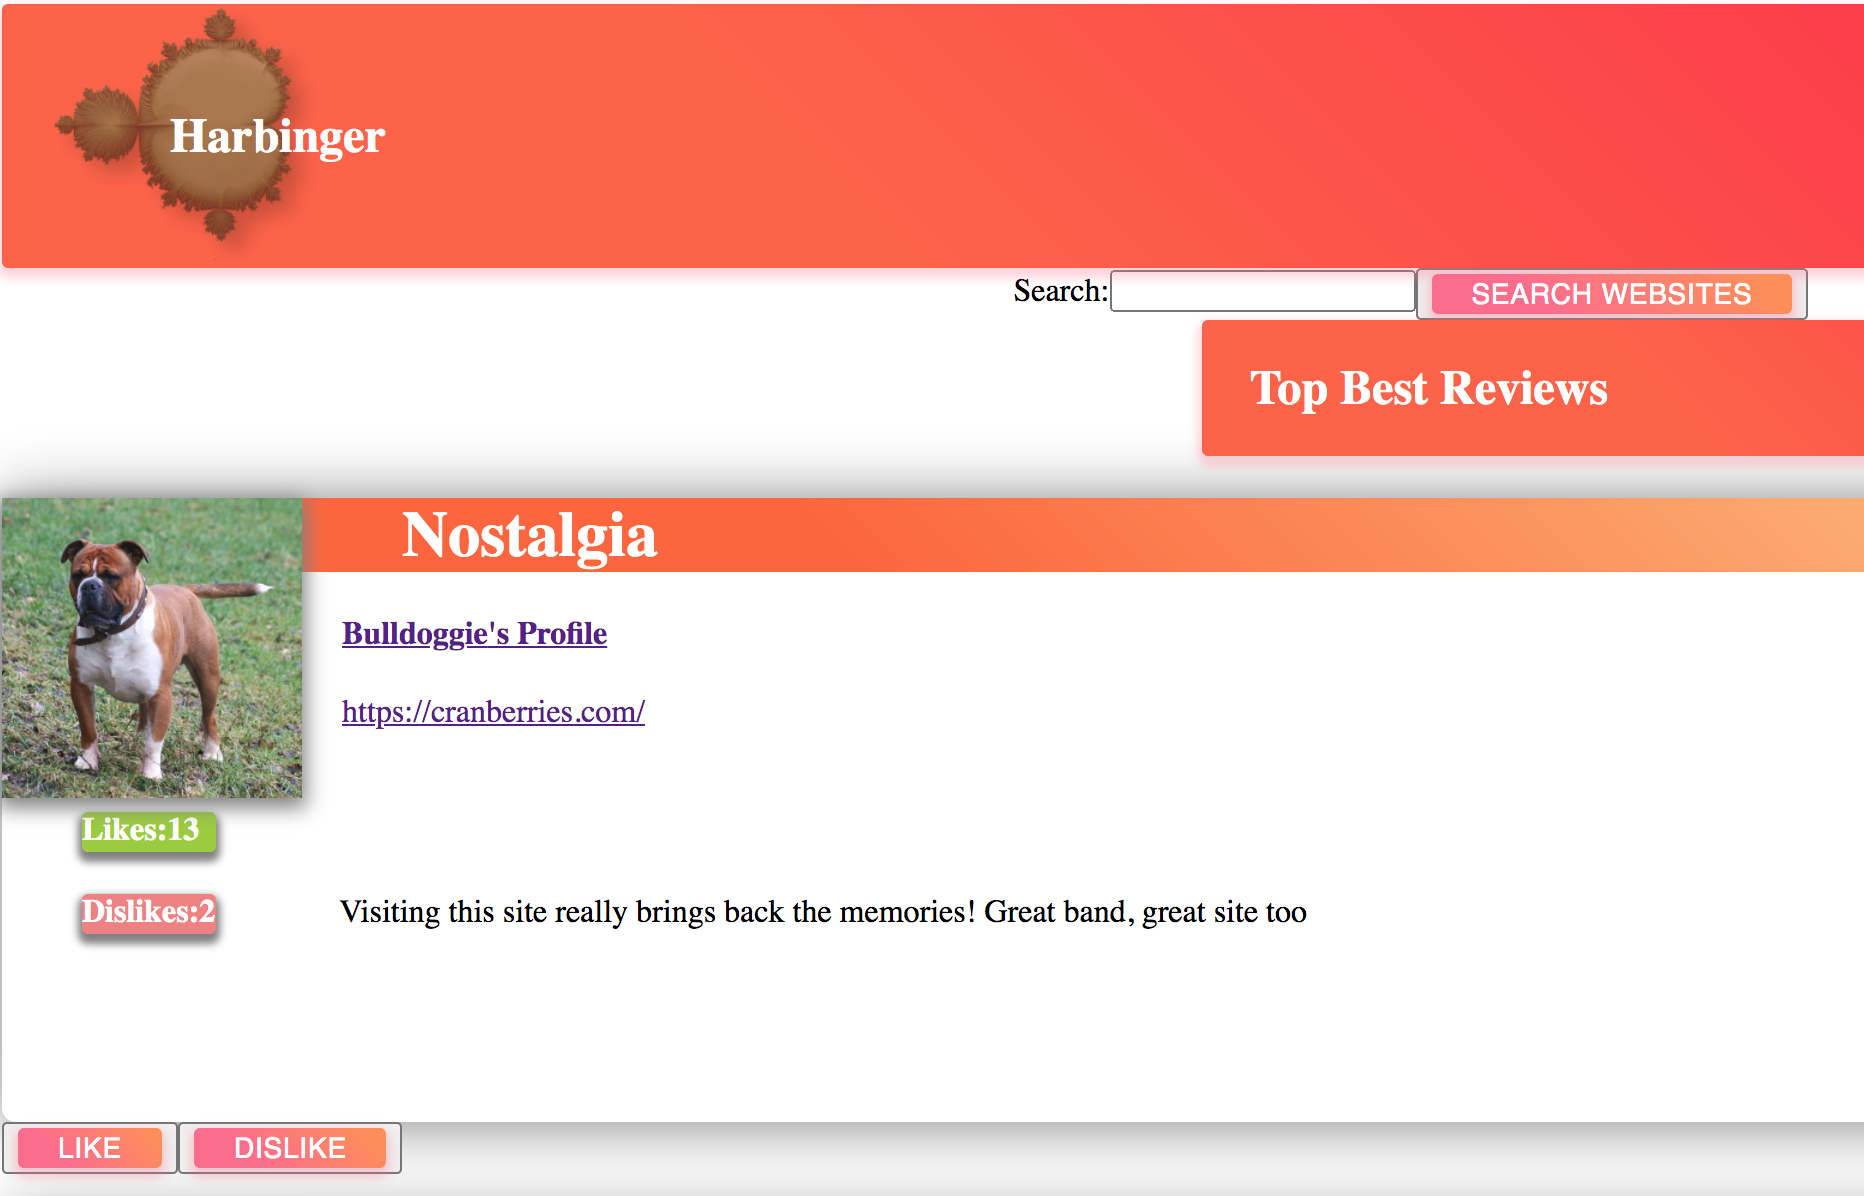 Harbinger
Search: SEARCH WEBSITES
Top Best Reviews
Nostalgia
Bulldoggie's Profile
https://cranberries.com/
Likes:13
Dislikes:2
Visiting this site really brings back the memories! Great band, great site too
LIKE DISLIKE